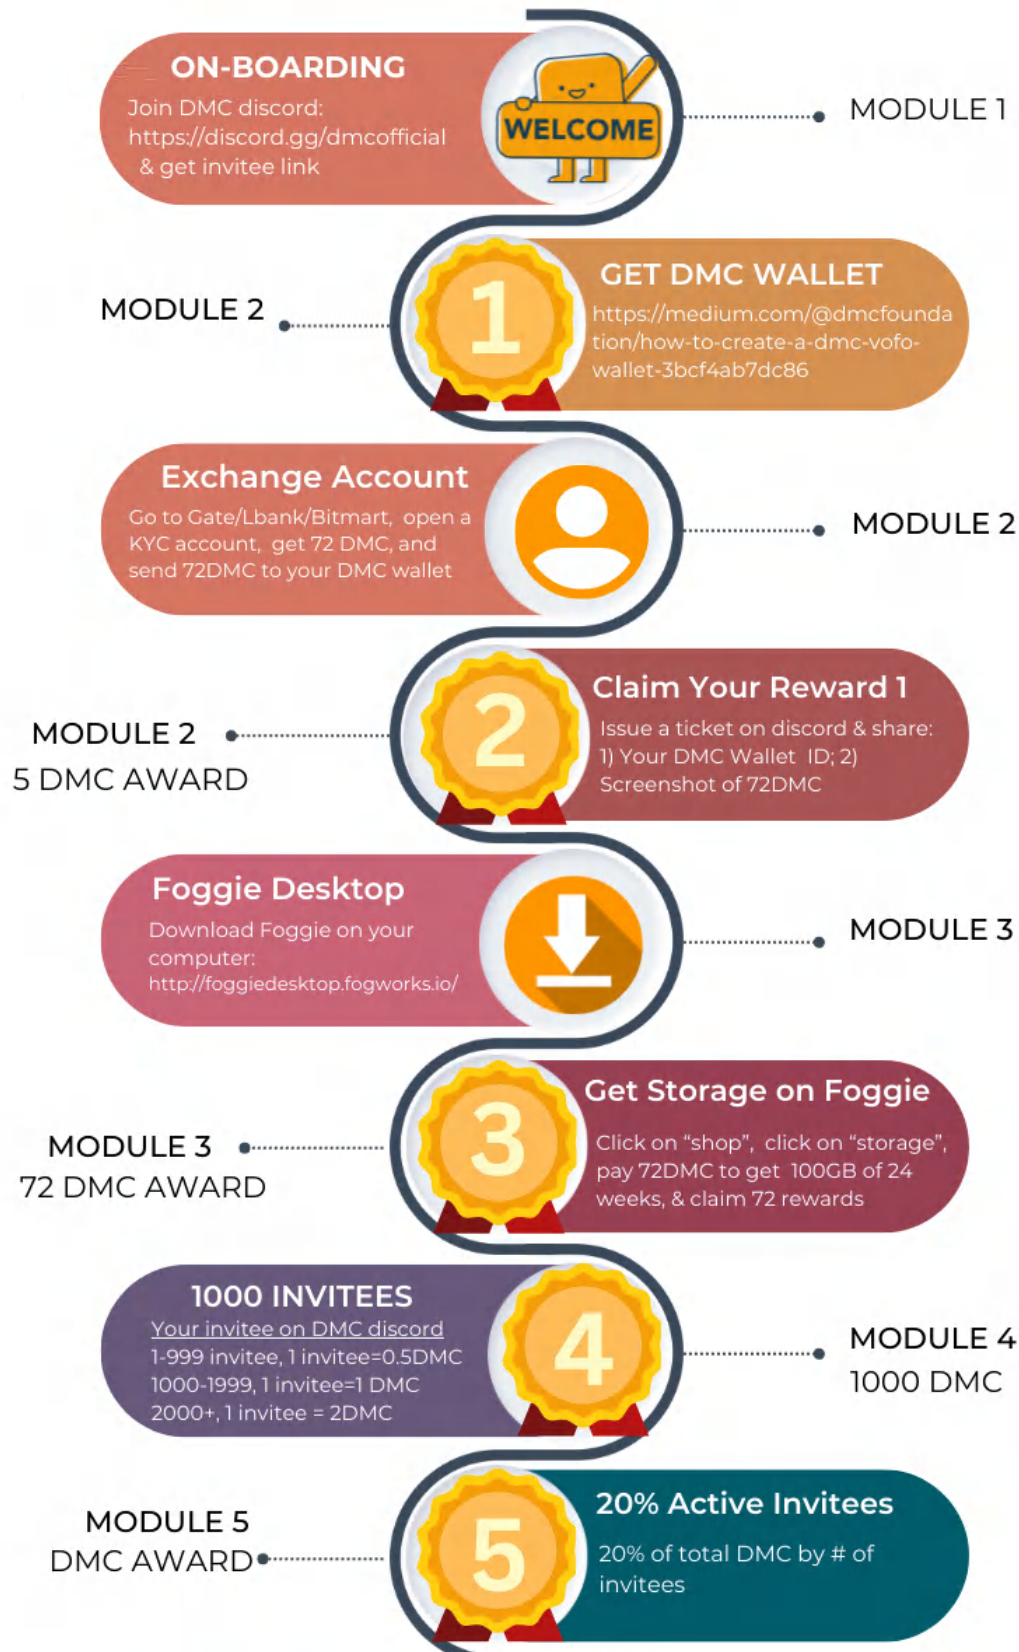 ON-BOARDING
Join DMC discord:
https://discord.gg/dmcofficial
& get invitee link
WELCOME
MODULE 1
MODULE 2
1
GET DMC WALLET
https://medium.com/@dmcfounda
tion/how-to-create-a-dmc-vofo-
wallet-3bcf4ab7dc86
Exchange Account
Go to Gate/Lbank/Bitmart, open a
KYC account, get 72 DMC, and
send 72DMC to your DMC wallet
MODULE 2
MODULE 2
5 DMC AWARD
2
Claim Your Reward 1
Issue a ticket on discord & share:
1) Your DMC Wallet ID; 2)
Screenshot of 72DMC
Foggie Desktop
Download Foggie on your
computer:
http://foggiedesktop.fogworks.io/
MODULE 3
MODULE 3
72 DMC AWARD
3
Get Storage on Foggie
Click on “shop”, click on “storage”,
pay 72DMC to get 100GB of 24
weeks, & claim 72 rewards
1000 INVITEES
Your invitee on DMC discord
1-999 invitee, 1 invitee=0.5DMC
1000-1999, 1 invitee=1 DMC
2000+, 1 invitee = 2DMC
4
MODULE 4
1000 DMC
MODULE 5
DMC AWARD
5
20% Active Invitees
20% of total DMC by # of
invitees